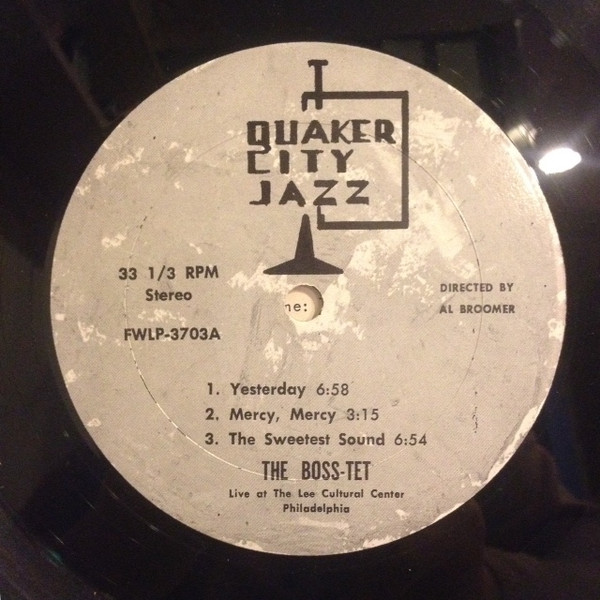 QUAKER
CITY
JAZZ
33 1/3 RPM
Stereo
FWLP-3703A
DIRECTED BY
AL BROOMER
ne:
1. Yesterday 6:58
2. Mercy, Mercy 3:15
3. The Sweetest Sound 6:54
THE BOSS-TET
Live at The Lee Cultural Center
Philadelphia